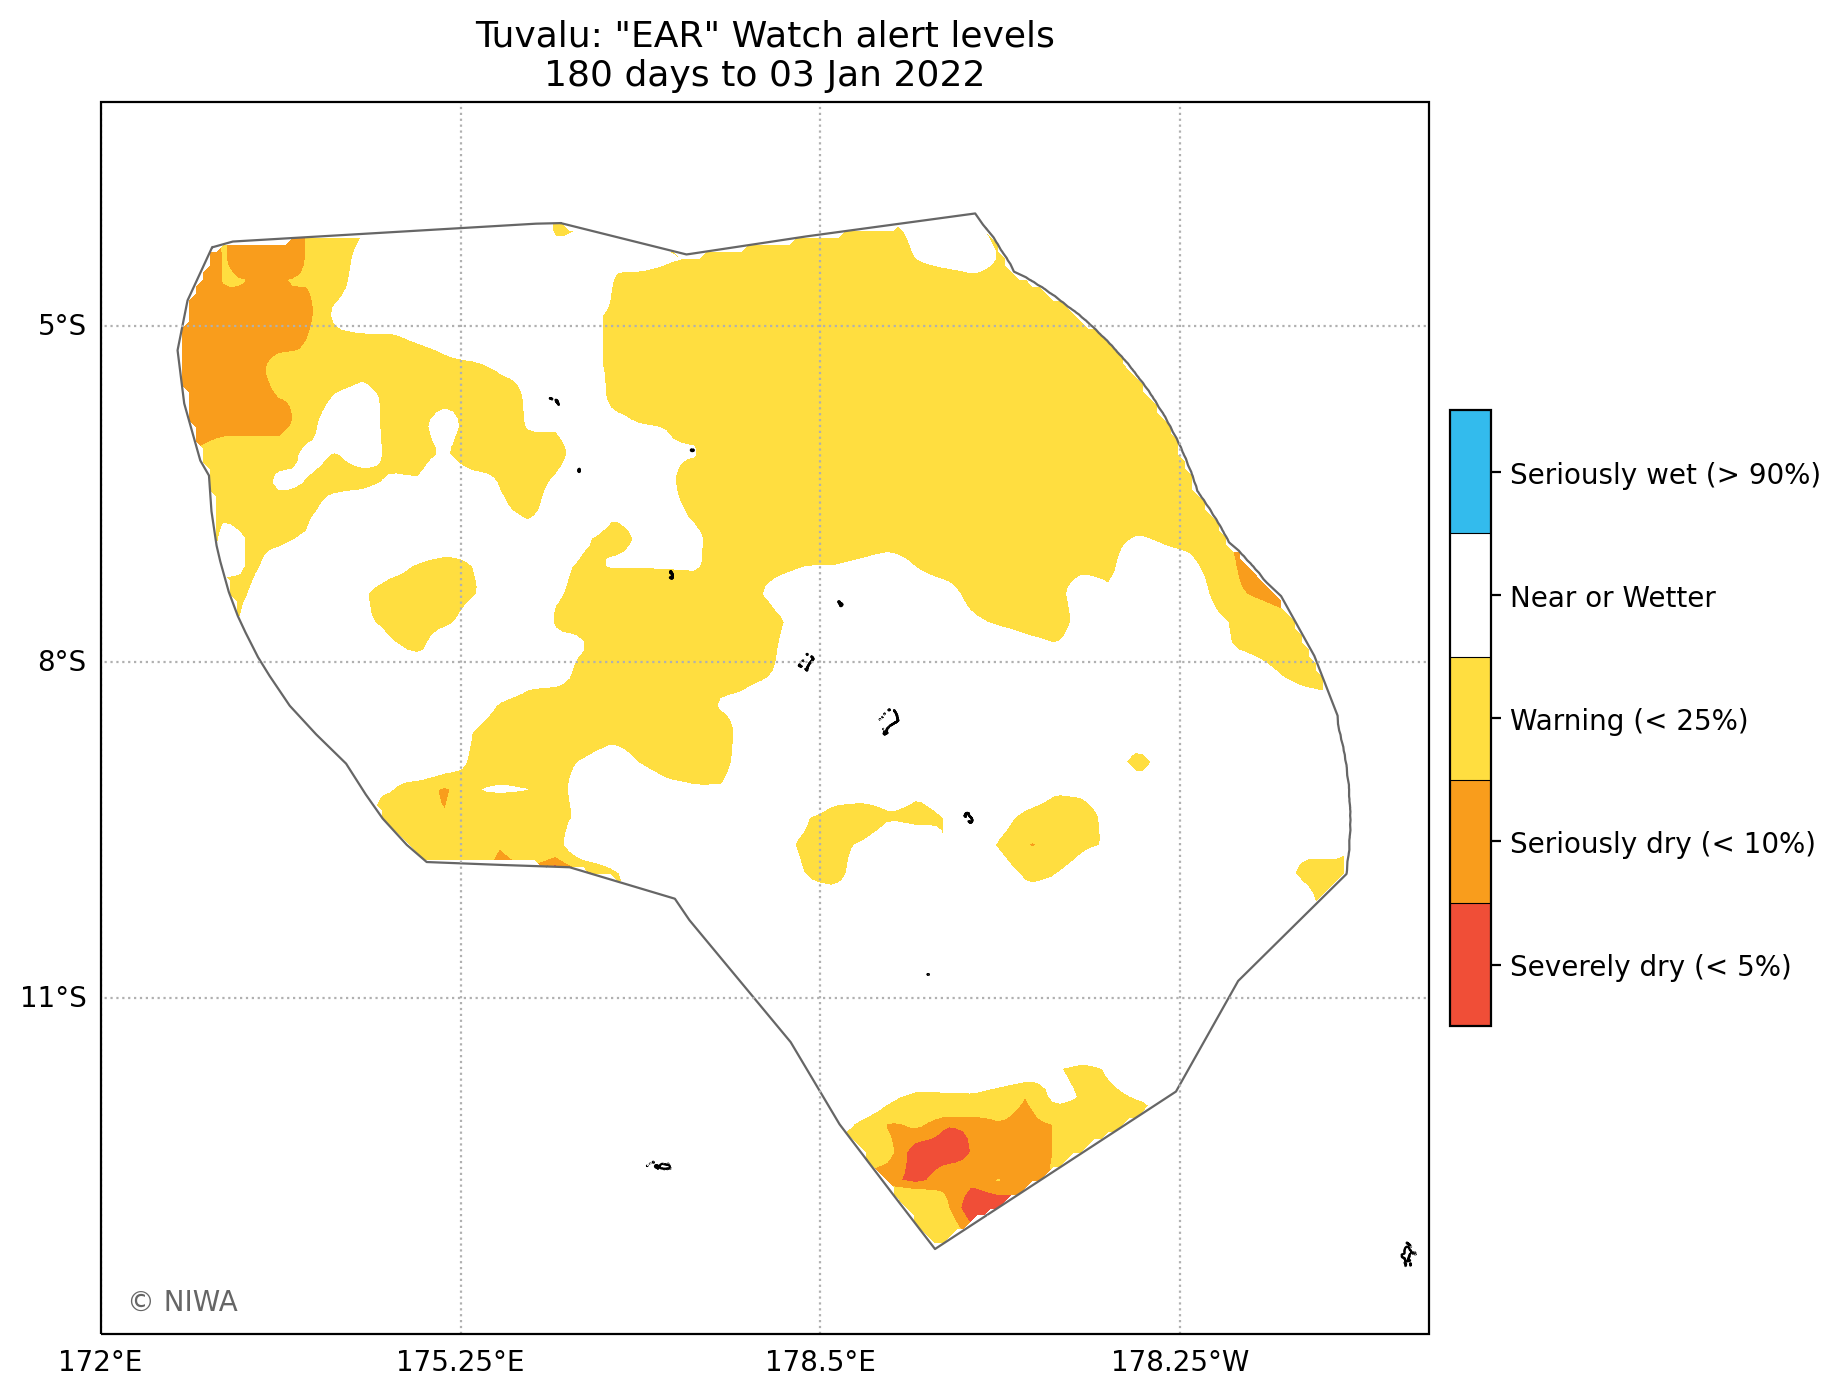 Tuvalu: "EAR" Watch alert levels
180 days to 03 Jan 2022
5°S
8°S
11°S
172°E
175.25°E
178.5°E
178.25°W
Seriously wet (> 90%)
Near or Wetter
Warning (< 25%)
Seriously dry (< 10%)
Severely dry (< 5%)
© NIWA